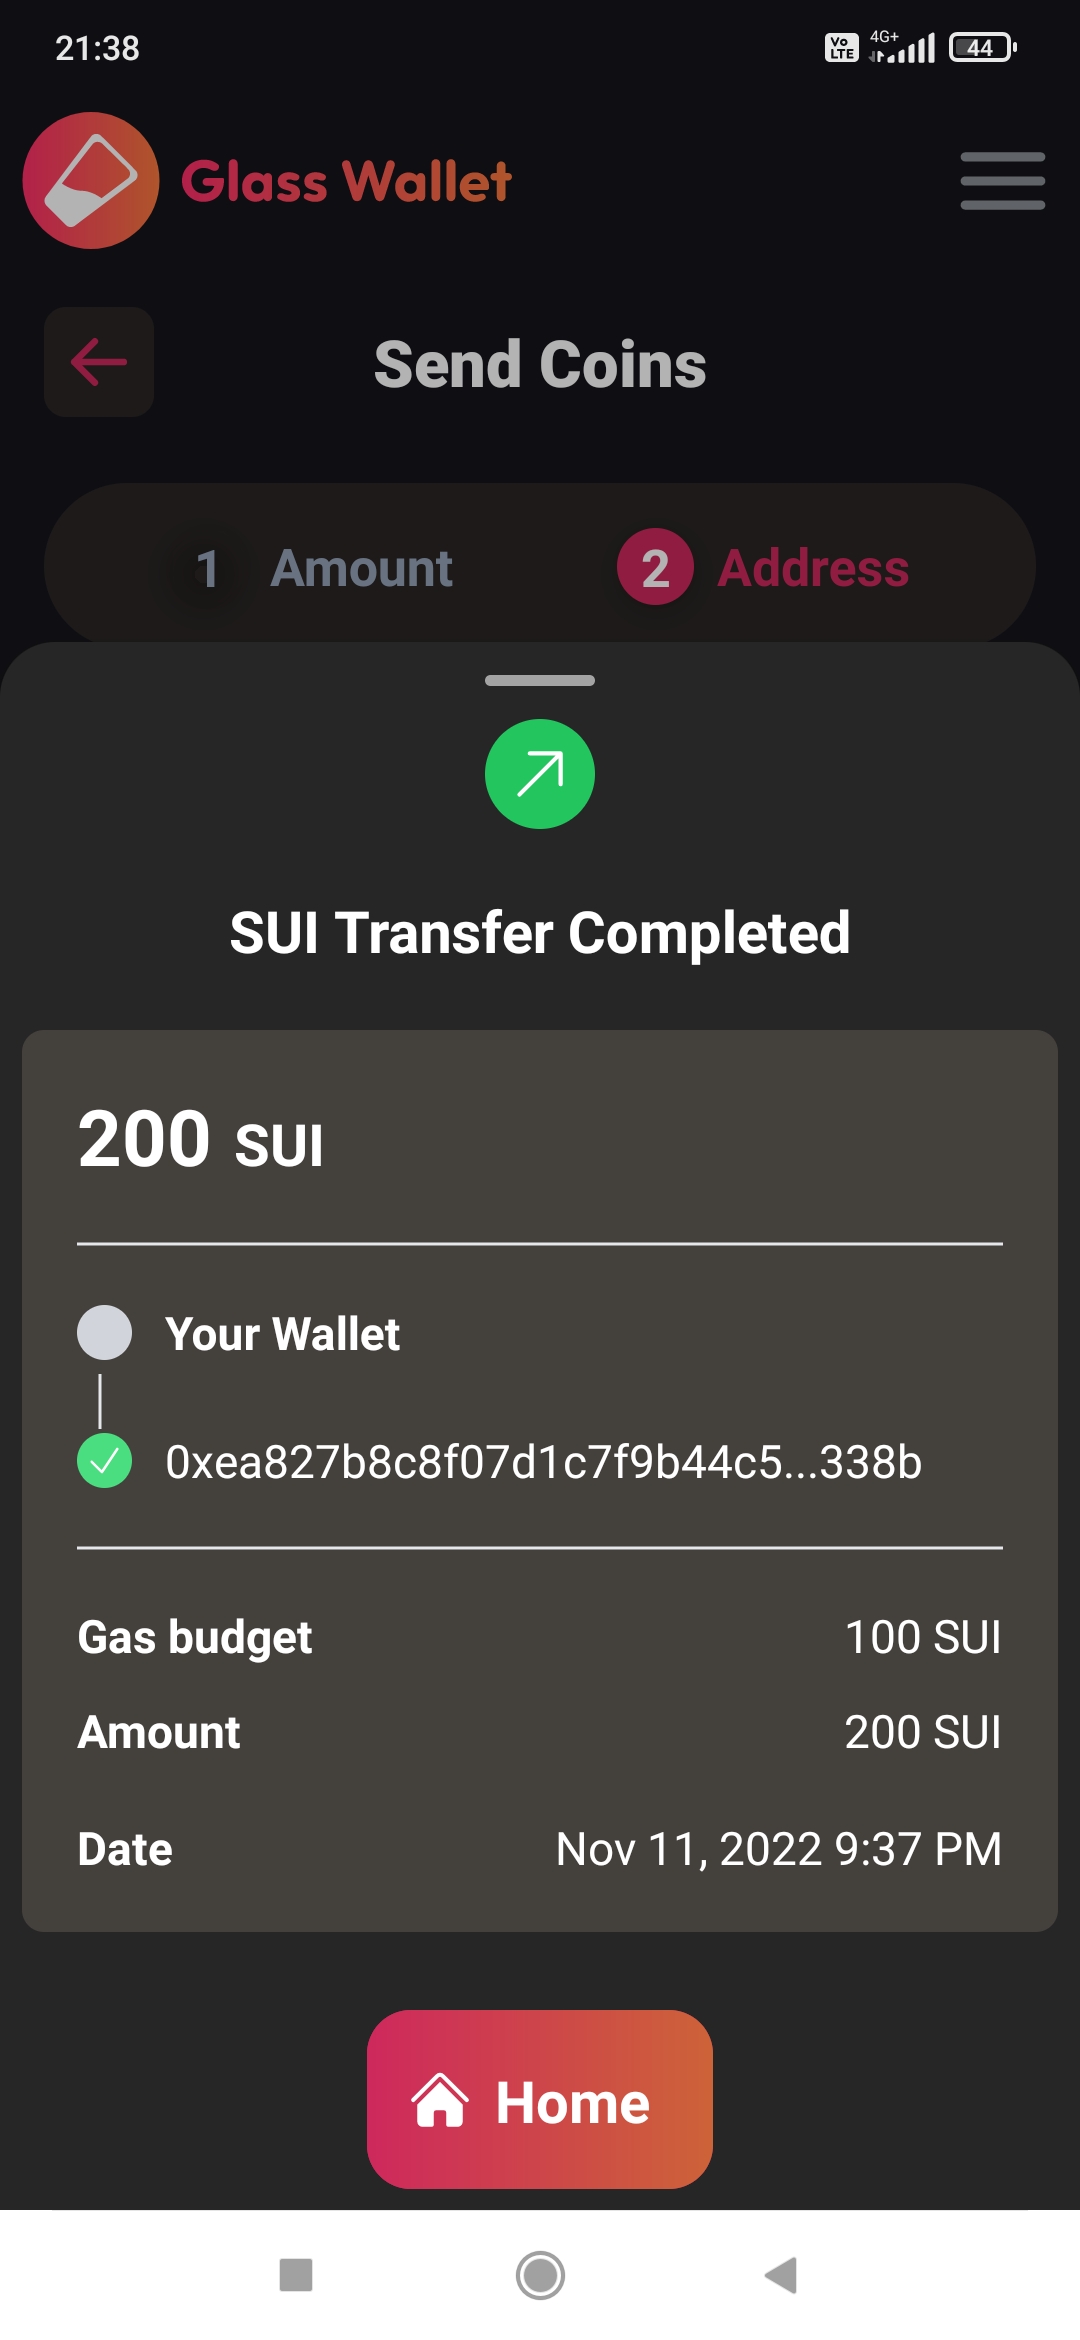 21:38
Vo LTE 4G+ 44
Glass Wallet
Send Coins
1 Amount 2 Address
SUI Transfer Completed
200 SUI
Your Wallet
0xea827b8c8f07d1c7f9b44c5...338b
Gas budget 100 SUI
Amount 200 SUI
Date Nov 11, 2022 9:37 PM
Home